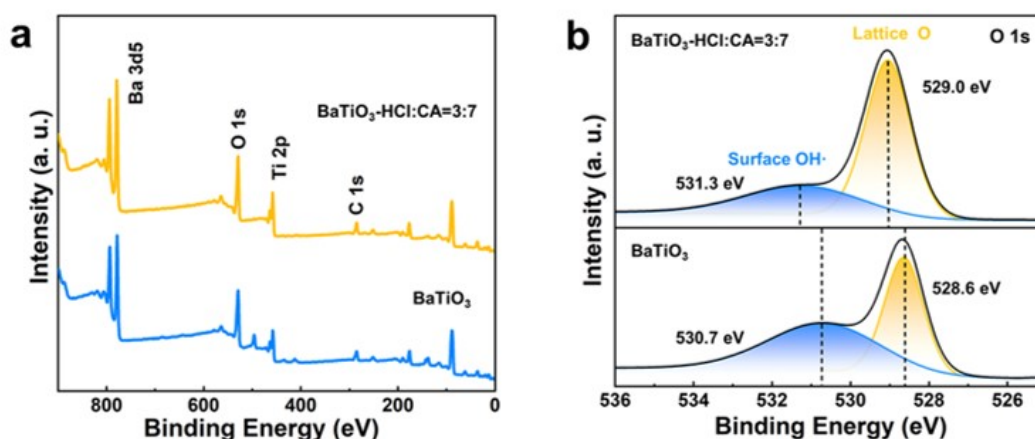 a
Ba 3d5
O 1s
Ti 2p
C 1s
BaTiO₃-HCl:CA=3:7
BaTiO₃
Intensity (a. u.)
800 600 400 200 0
Binding Energy (eV)
b
BaTiO₃-HCl:CA=3:7
Lattice O
O 1s
529.0 eV
Surface OH·
531.3 eV
BaTiO₃
528.6 eV
530.7 eV
Intensity (a. u.)
536 534 532 530 528 526
Binding Energy (eV)